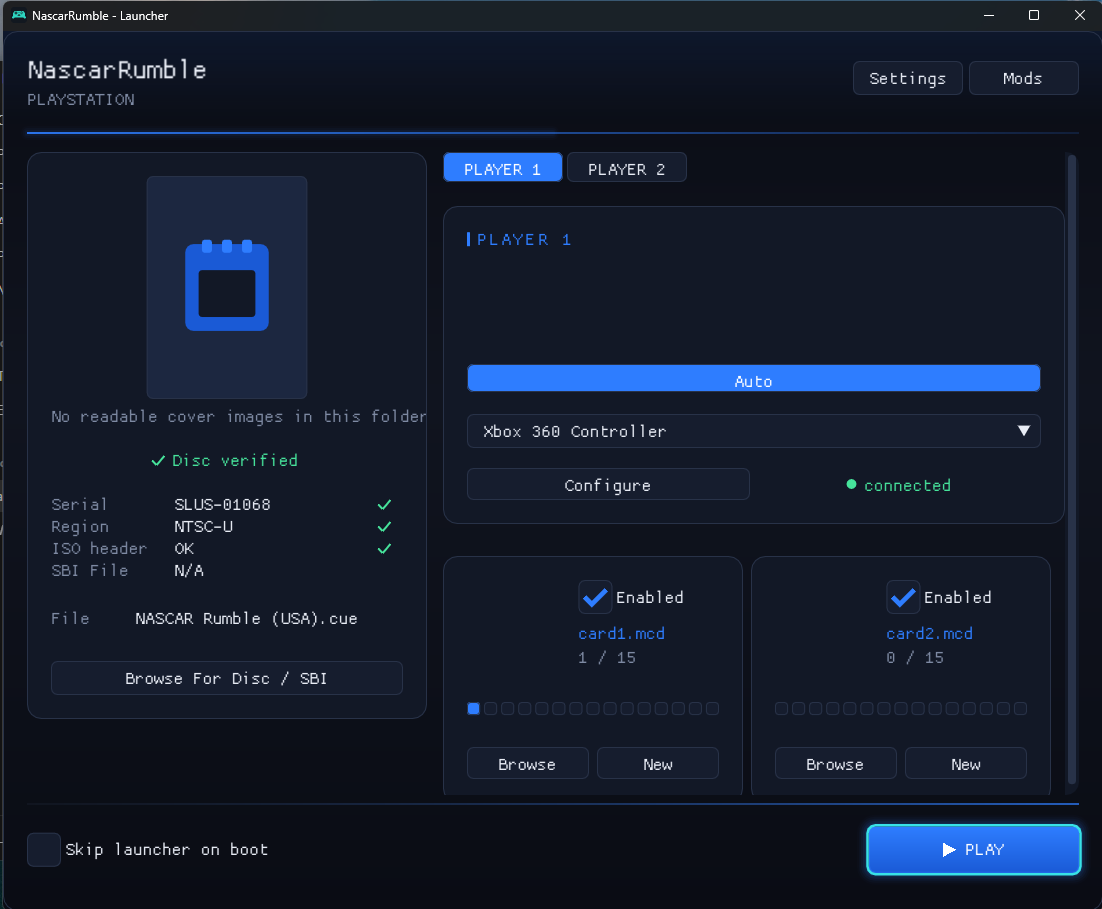 NascarRumble - Launcher
NascarRumble
PLAYSTATION
Settings
Mods
No readable cover images in this folder
Disc verified
Serial SLUS-01068
Region NTSC-U
ISO header OK
SBI File N/A
File NASCAR Rumble (USA).cue
Browse For Disc / SBI
PLAYER 1
PLAYER 2
PLAYER 1
Auto
Xbox 360 Controller
Configure
connected
Enabled
card1.mcd
1 / 15
Browse
New
Enabled
card2.mcd
0 / 15
Browse
New
Skip launcher on boot
PLAY